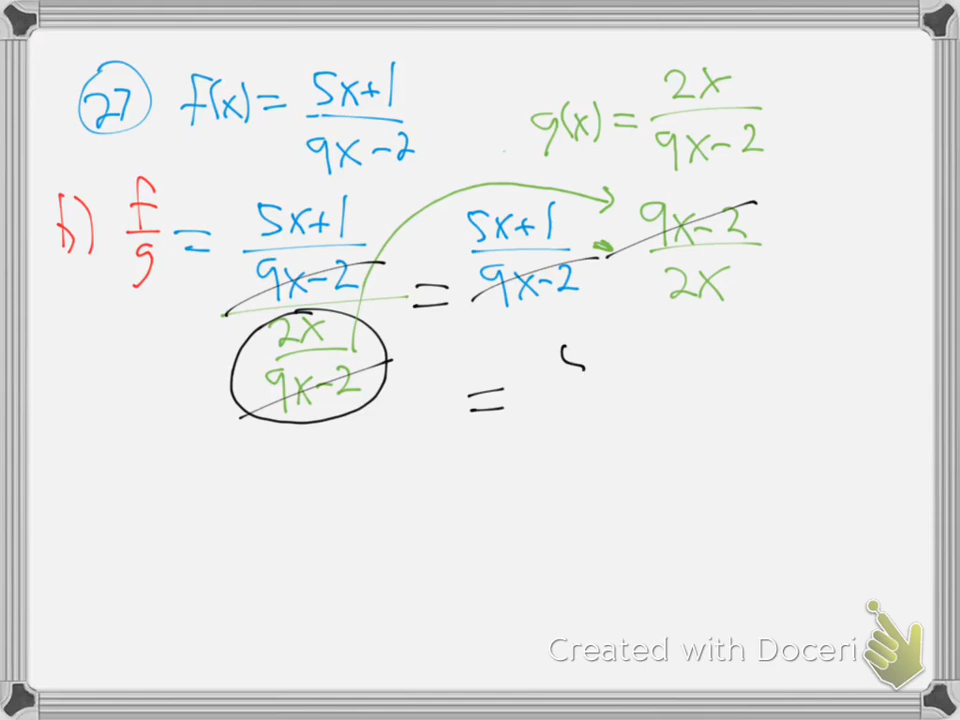 27 f(x) = (5x+1)/(9x-2) g(x) = 2x/(9x-2)
h) f/g = ((5x+1)/(9x-2))/(2x/(9x-2)) = (5x+1)/(9x-2) · (9x-2)/2x
=
Created with Doceri